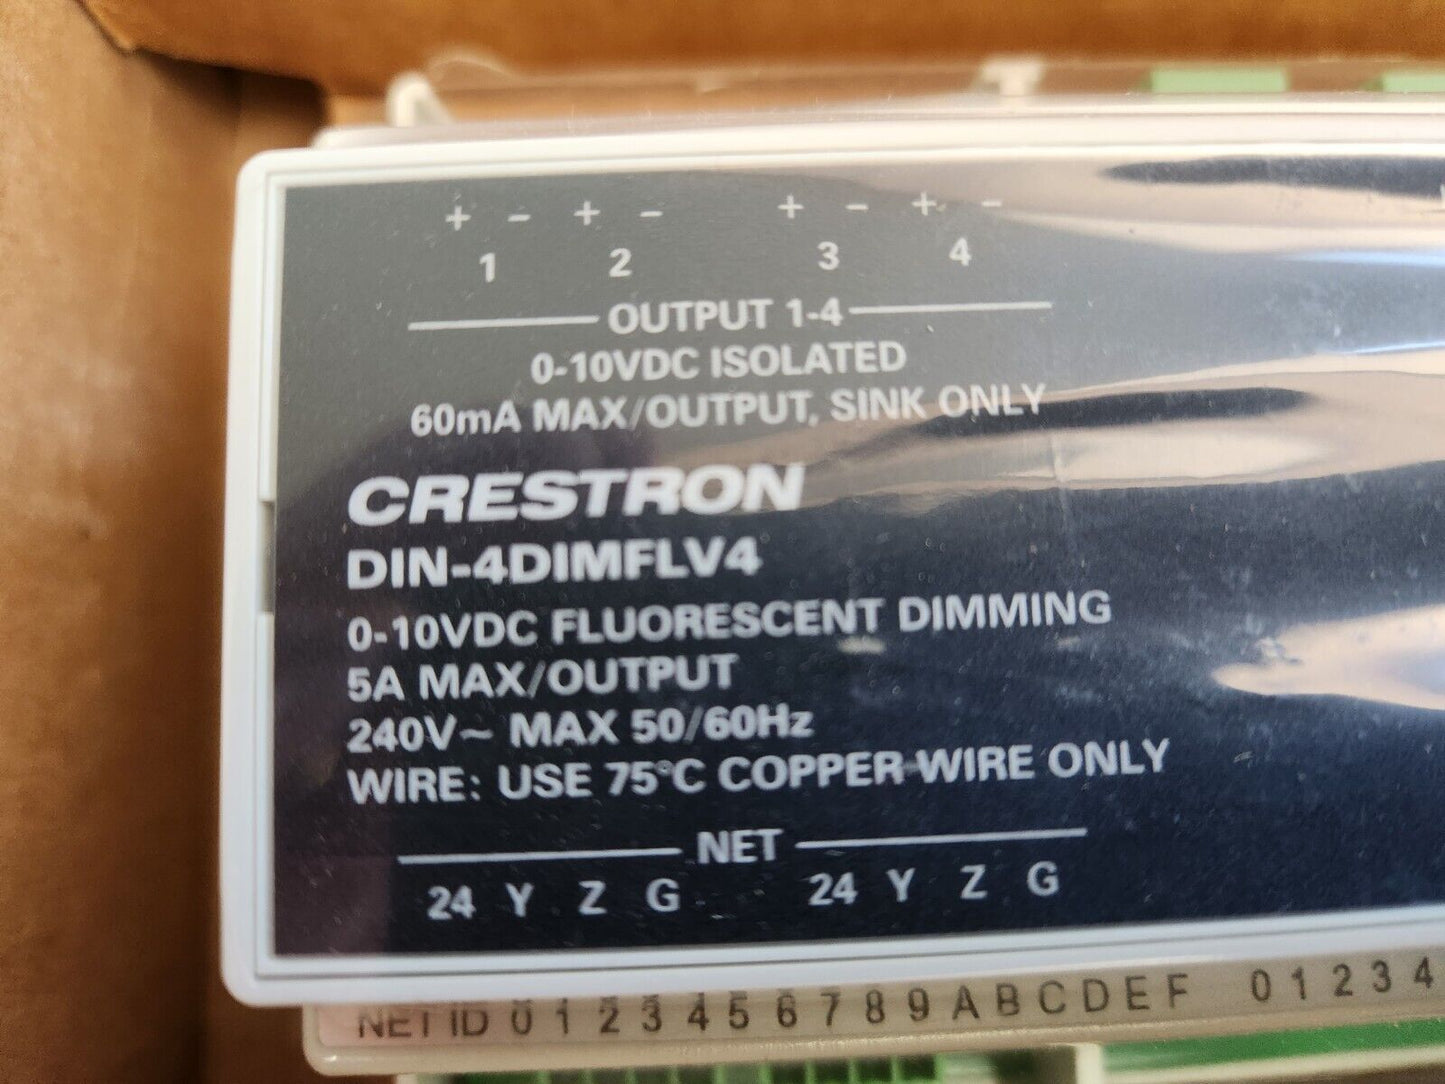 + - + - + - + -
1 2 3 4
OUTPUT 1-4
0-10VDC ISOLATED
60mA MAX/OUTPUT, SINK ONLY
CRESTRON
DIN-4DIMFLV4
0-10VDC FLUORESCENT DIMMING
5A MAX/OUTPUT
240V~ MAX 50/60Hz
WIRE: USE 75°C COPPER WIRE ONLY
NET
24 Y Z G 24 Y Z G
NET ID 0 1 2 3 4 5 6 7 8 9 A B C D E F 0 1 2 3 4